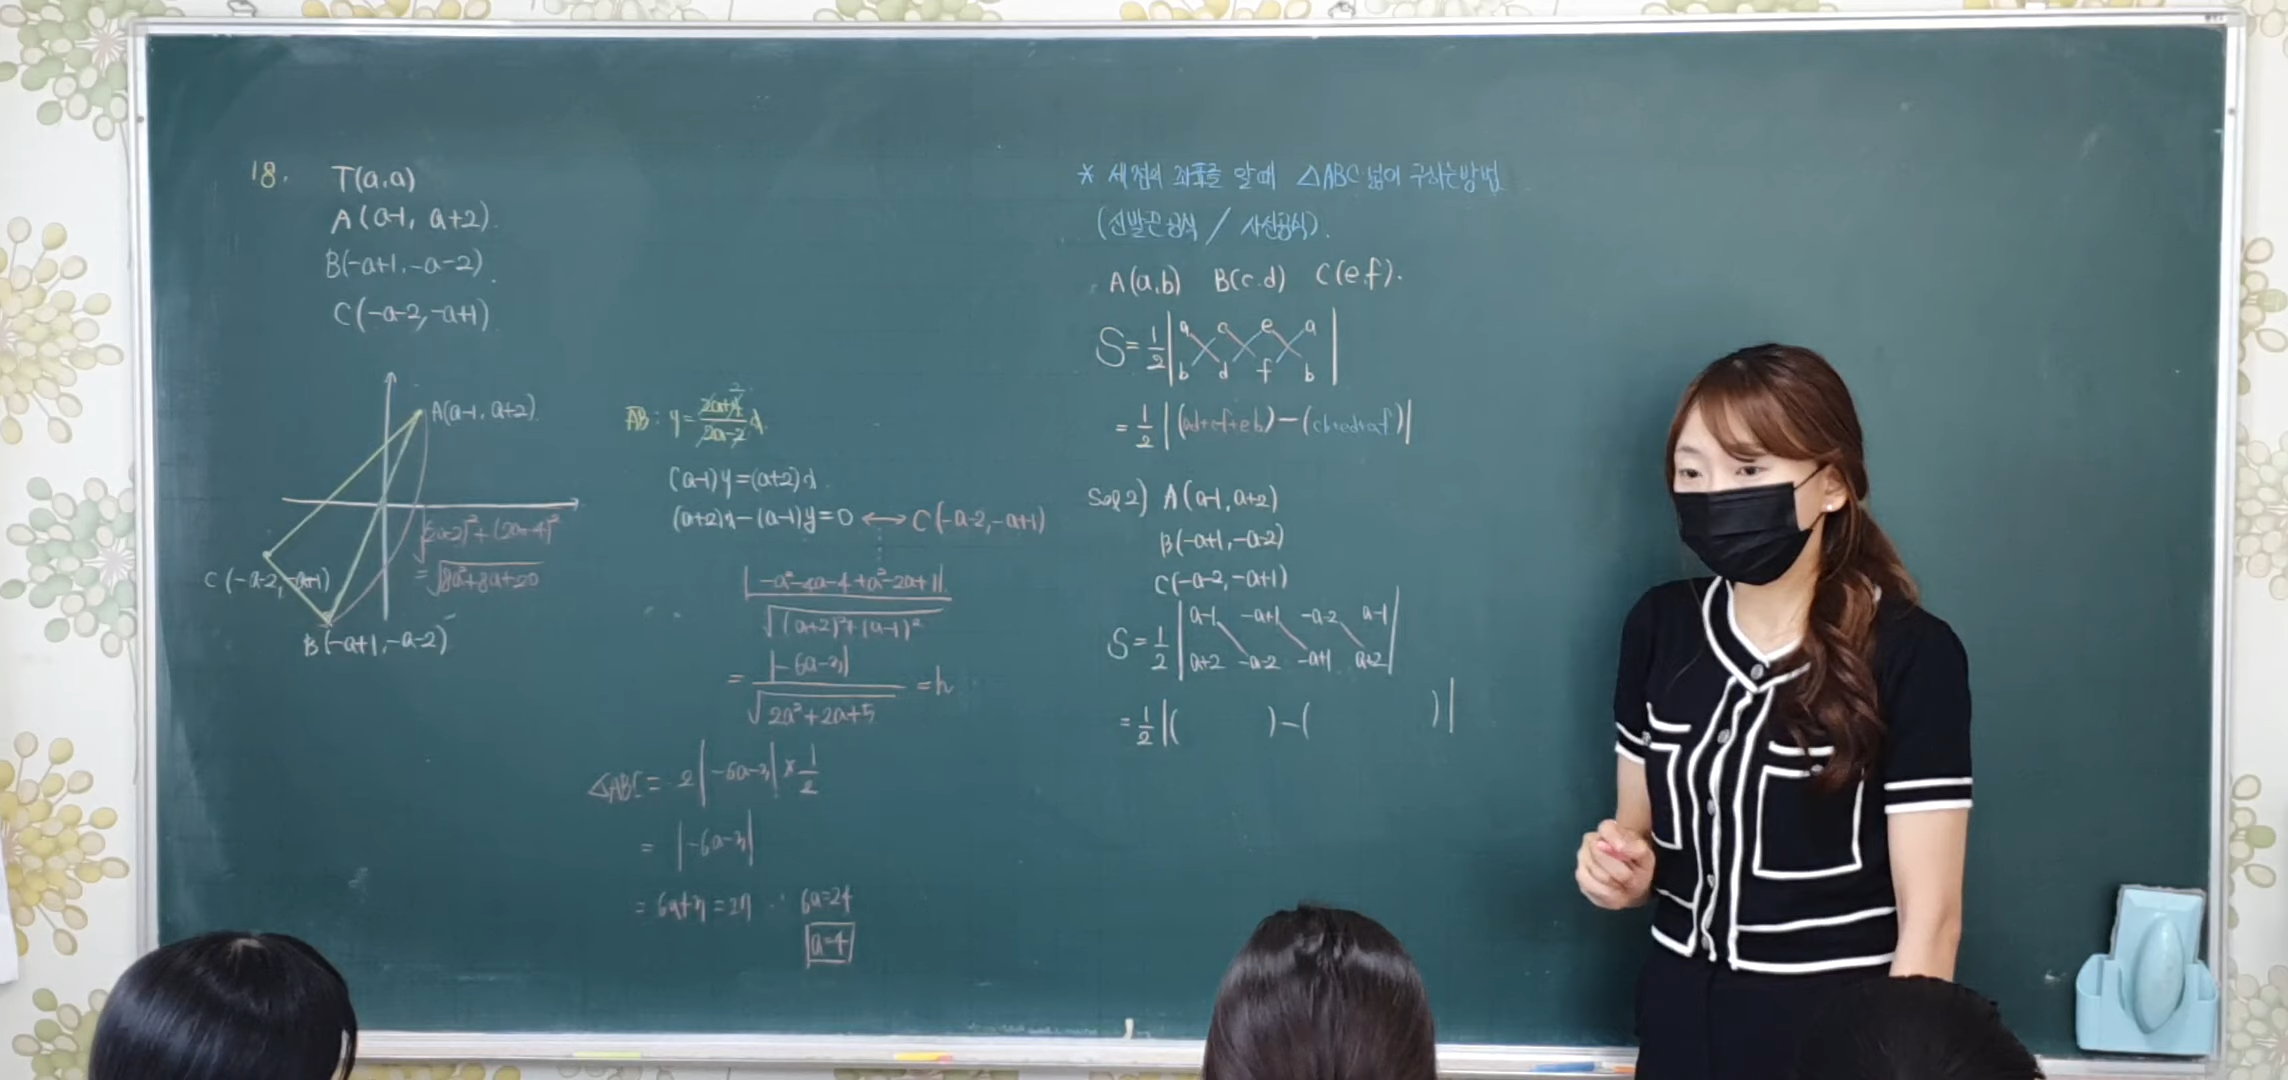 18. T(a,a)
A(a-1, a+2).
B(-a+1, -a-2).
C(-a-2, -a+1)
A(a-1, a+2)
√(2a-2)²+(2a+4)²
=√8a²+8a+20
C(-a-2, -a+1)
B(-a+1, -a-2)
AB: y = 2a+4/2a-2 x.
(a-1)y=(a+2)x.
(a+2)x-(a-1)y=0 ↔ C(-a-2, -a+1)
|-a²-4a-4+a²-2a+1|
√(a+2)²+(a-1)²
= |-6a-3| / √2a²+2a+5 = h
△ABC = 2|-6a-3| × 1/2
= |-6a-3|
= 6a+3=27 ∴ 6a=24
a=4
* 세 점의 좌표를 알 때 △ABC 넓이 구하는 방법
(신발끈 공식 / 사선공식).
A(a,b) B(c,d) C(e,f).
S= 1/2 | a c e a
b d f b |
= 1/2 |(ad+cf+eb)-(cb+ed+af)|
Sol 2) A(a-1, a+2)
B(-a+1, -a-2)
C(-a-2, -a+1)
S= 1/2 | a-1 -a+1 -a-2 a-1
a+2 -a-2 -a+1 a+2 |
= 1/2 |( )-( )|